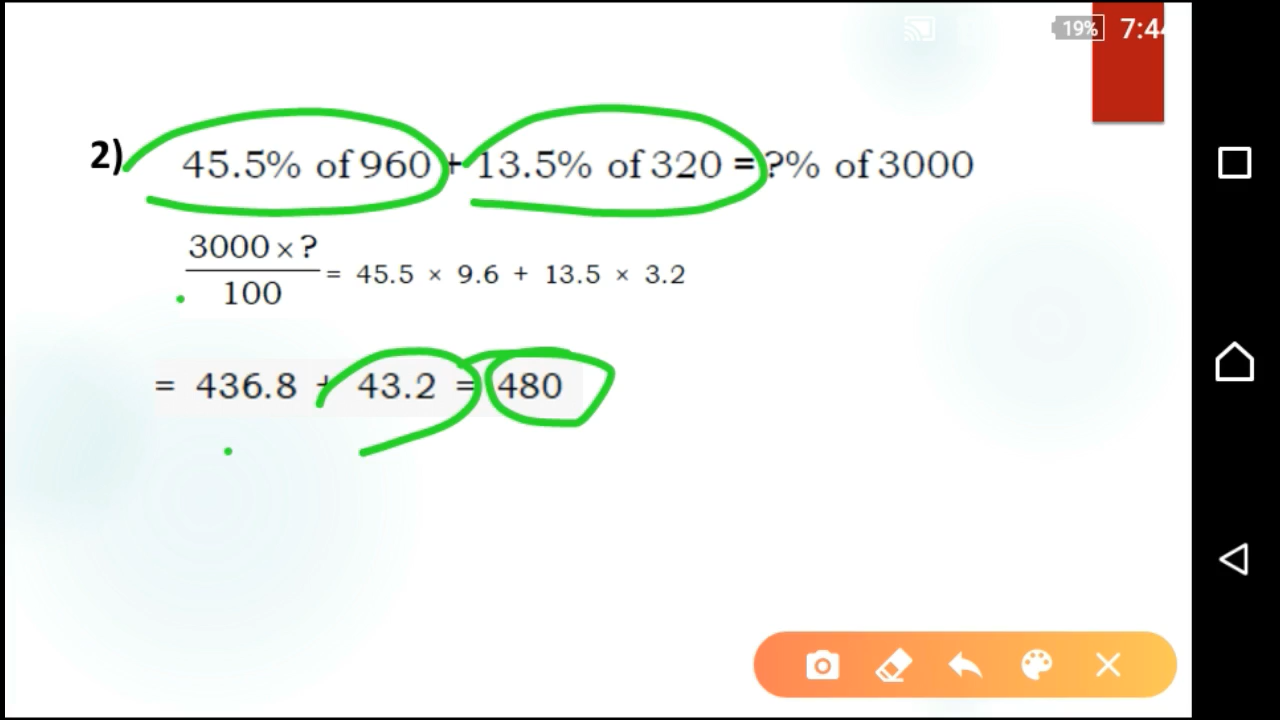 19% 7:44
2) 45.5% of 960 + 13.5% of 320 = ?% of 3000
3000 × ?
100
= 45.5 × 9.6 + 13.5 × 3.2
= 436.8 + 43.2 = 480